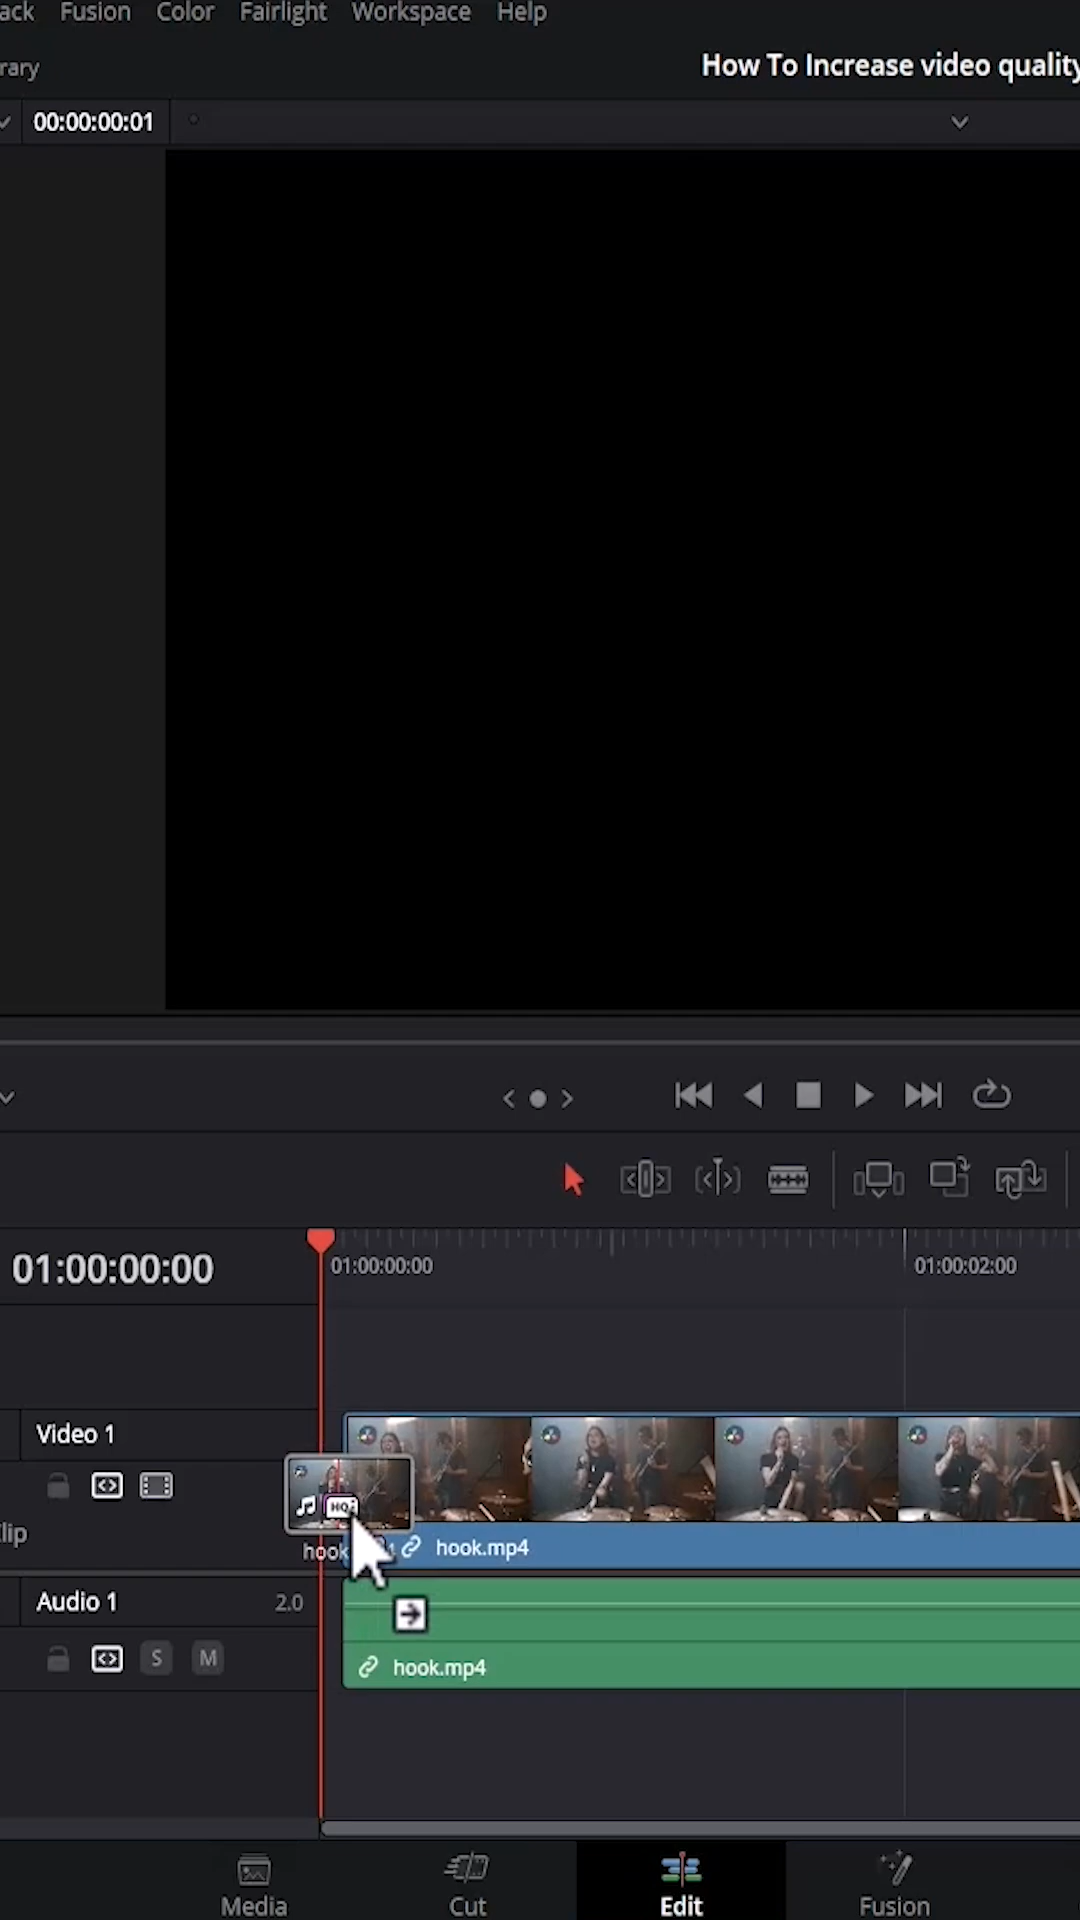 ack Fusion Color Fairlight Workspace Help
rary
How To Increase video quality
00:00:00:01
01:00:00:00
01:00:00:00
01:00:02:00
Video 1
lip
HQ
hook
hook.mp4
Audio 1
2.0
S
M
hook.mp4
Media
Cut
Edit
Fusion